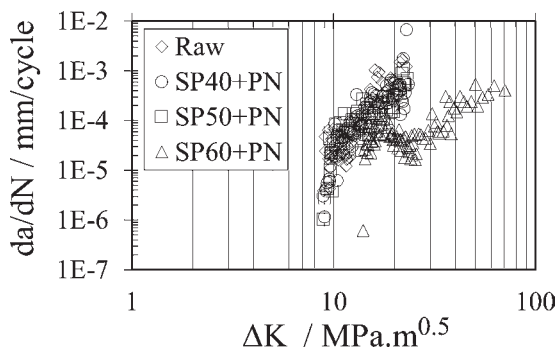 da/dN / mm/cycle
1E-2
1E-3
1E-4
1E-5
1E-6
1E-7
Raw
SP40+PN
SP50+PN
SP60+PN
1
10
100
ΔK / MPa.m^0.5